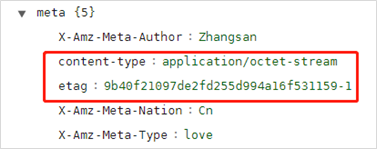 ▼ meta {5}
X-Amz-Meta-Author : Zhangsan
content-type : application/octet-stream
etag : 9b40f21097de2fd255d994a16f531159-1
X-Amz-Meta-Nation : Cn
X-Amz-Meta-Type : love